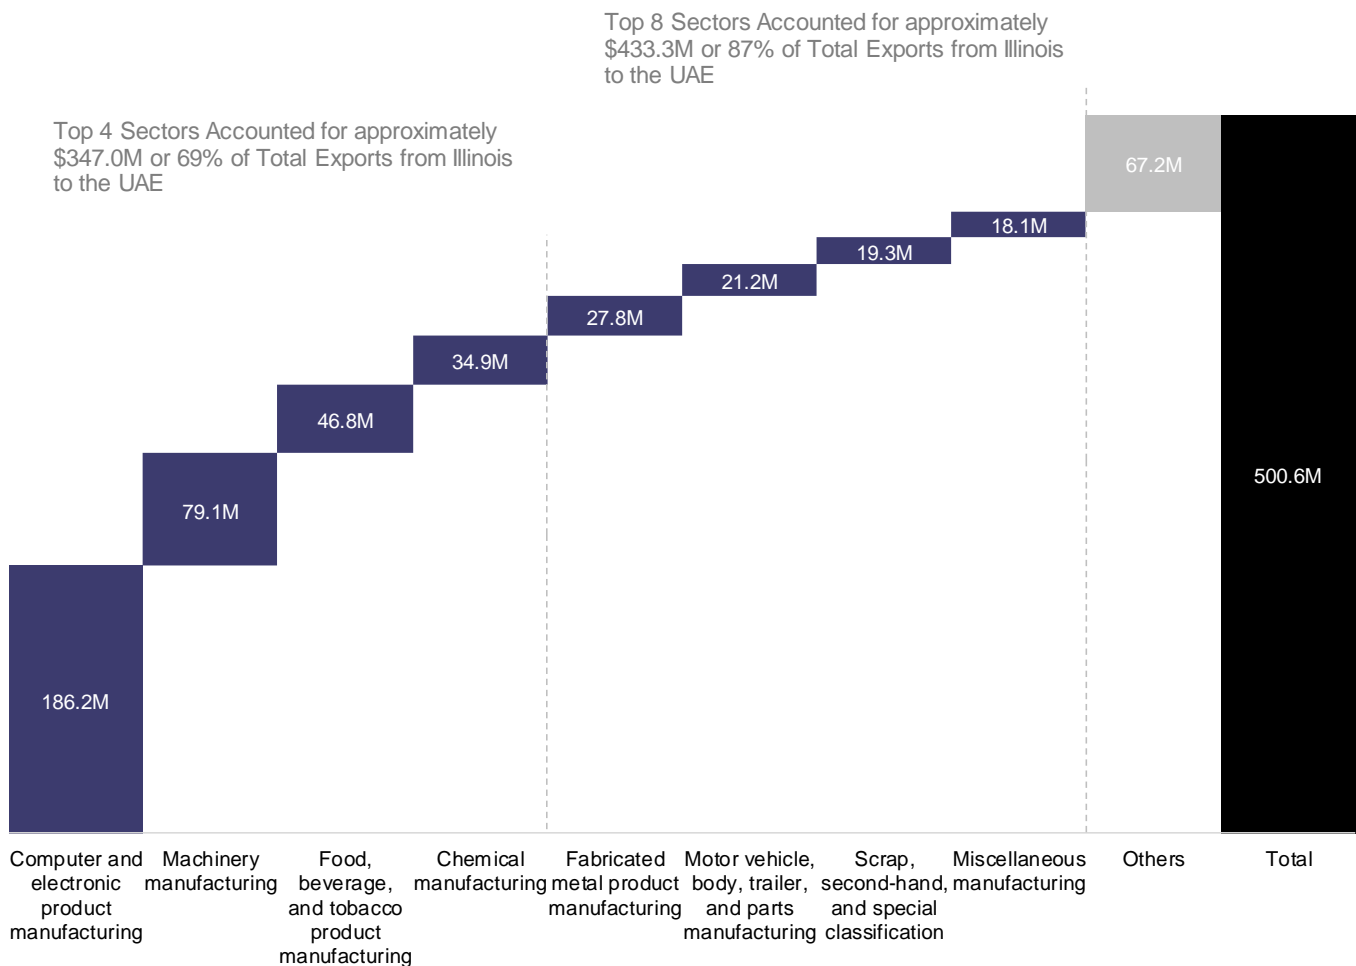 Top 8 Sectors Accounted for approximately
$433.3M or 87% of Total Exports from Illinois
to the UAE
Top 4 Sectors Accounted for approximately
$347.0M or 69% of Total Exports from Illinois
to the UAE
67.2M
18.1M
19.3M
21.2M
27.8M
34.9M
46.8M
79.1M
186.2M
500.6M
Computer and
electronic
product
manufacturing
Machinery
manufacturing
Food,
beverage,
and tobacco
product
manufacturing
Chemical
manufacturing
Fabricated
metal product
manufacturing
Motor vehicle,
body, trailer,
and parts
manufacturing
Scrap,
second-hand,
and special
classification
Miscellaneous
manufacturing
Others
Total